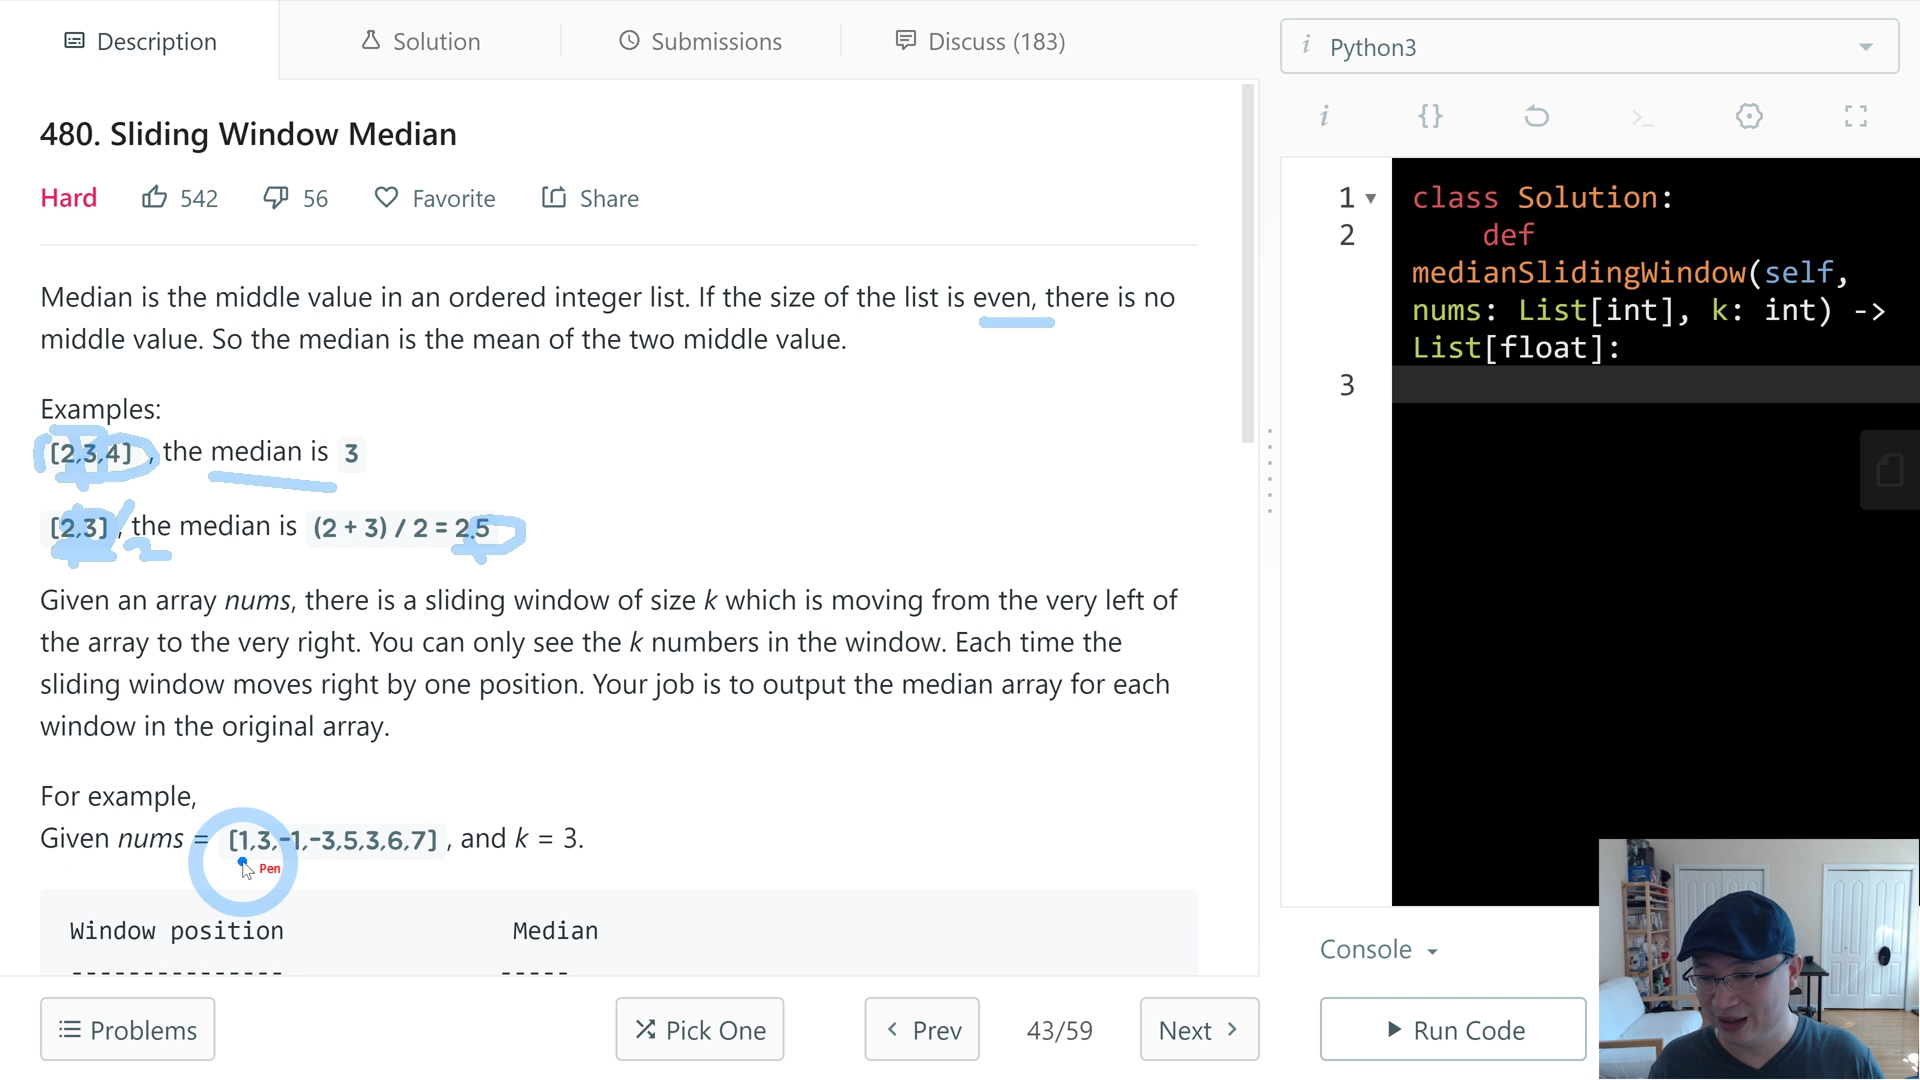 Description
Solution
Submissions
Discuss (183)
i Python3
i {} >_
480. Sliding Window Median
Hard 542 56 Favorite Share
Median is the middle value in an ordered integer list. If the size of the list is even, there is no
middle value. So the median is the mean of the two middle value.
Examples:
[2,3,4] , the median is 3
[2,3], the median is (2 + 3) / 2 = 2.5
Given an array nums, there is a sliding window of size k which is moving from the very left of
the array to the very right. You can only see the k numbers in the window. Each time the
sliding window moves right by one position. Your job is to output the median array for each
window in the original array.
For example,
Given nums = [1,3,-1,-3,5,3,6,7] , and k = 3.
Pen
Window position Median
--------------- -----
1 class Solution:
2 def
medianSlidingWindow(self,
nums: List[int], k: int) ->
List[float]:
3
Console
Problems
Pick One
< Prev
43/59
Next >
Run Code